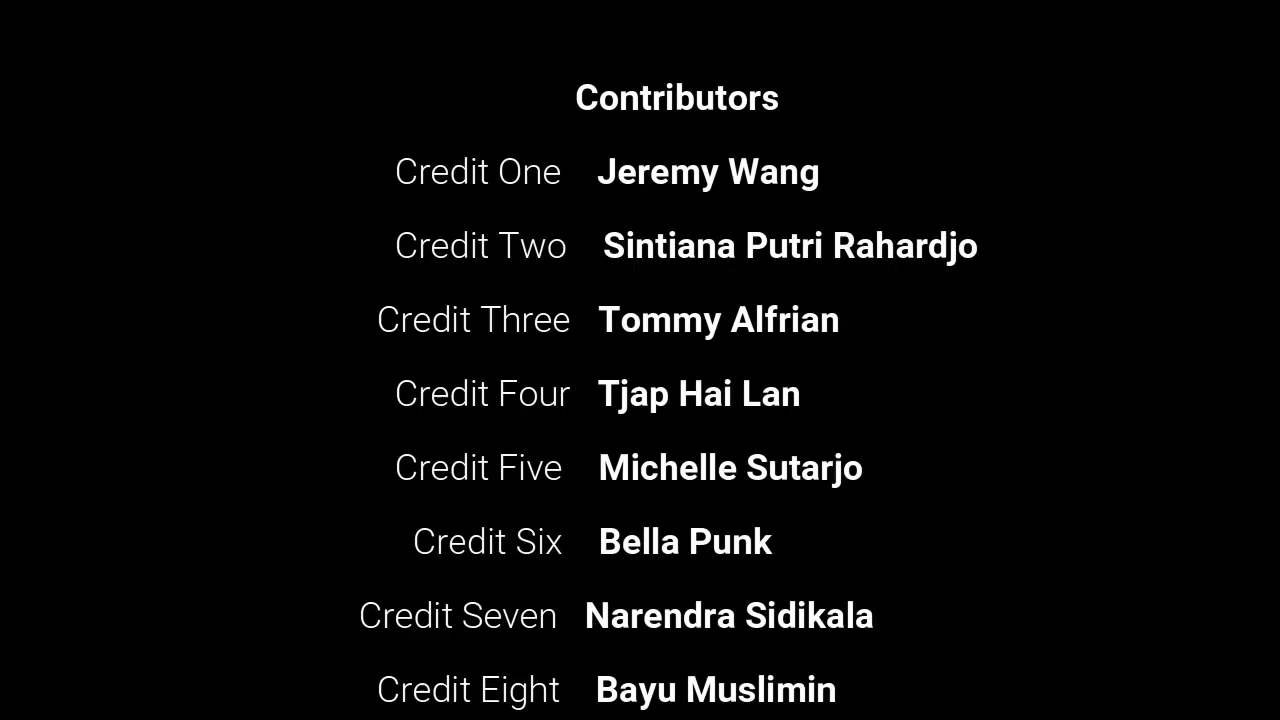 Contributors
Credit One Jeremy Wang
Credit Two Sintiana Putri Rahardjo
Credit Three Tommy Alfrian
Credit Four Tjap Hai Lan
Credit Five Michelle Sutarjo
Credit Six Bella Punk
Credit Seven Narendra Sidikala
Credit Eight Bayu Muslimin